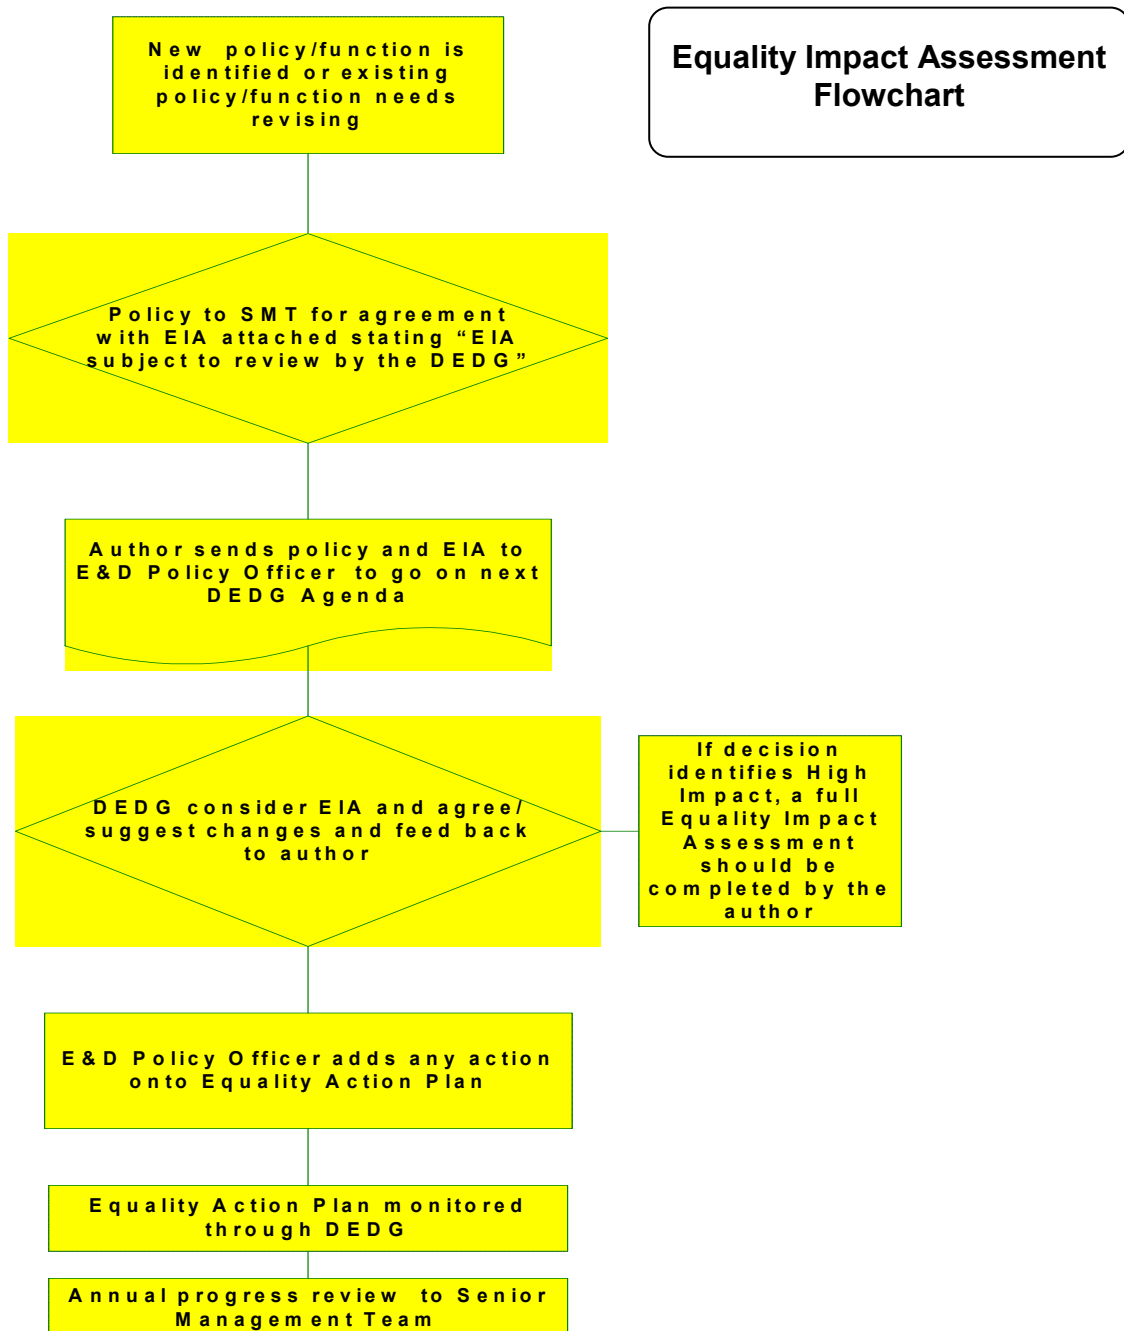 New policy/function is
identified or existing
policy/function needs
revising
Equality Impact Assessment
Flowchart
Policy to SMT for agreement
with EIA attached stating “EIA
subject to review by the DEDG”
Author sends policy and EIA to
E&D Policy Officer to go on next
DEDG Agenda
DEDG consider EIA and agree/
suggest changes and feed back
to author
If decision
identifies High
Impact, a full
Equality Impact
Assessment
should be
completed by the
author
E&D Policy Officer adds any action
onto Equality Action Plan
Equality Action Plan monitored
through DEDG
Annual progress review to Senior
Management Team